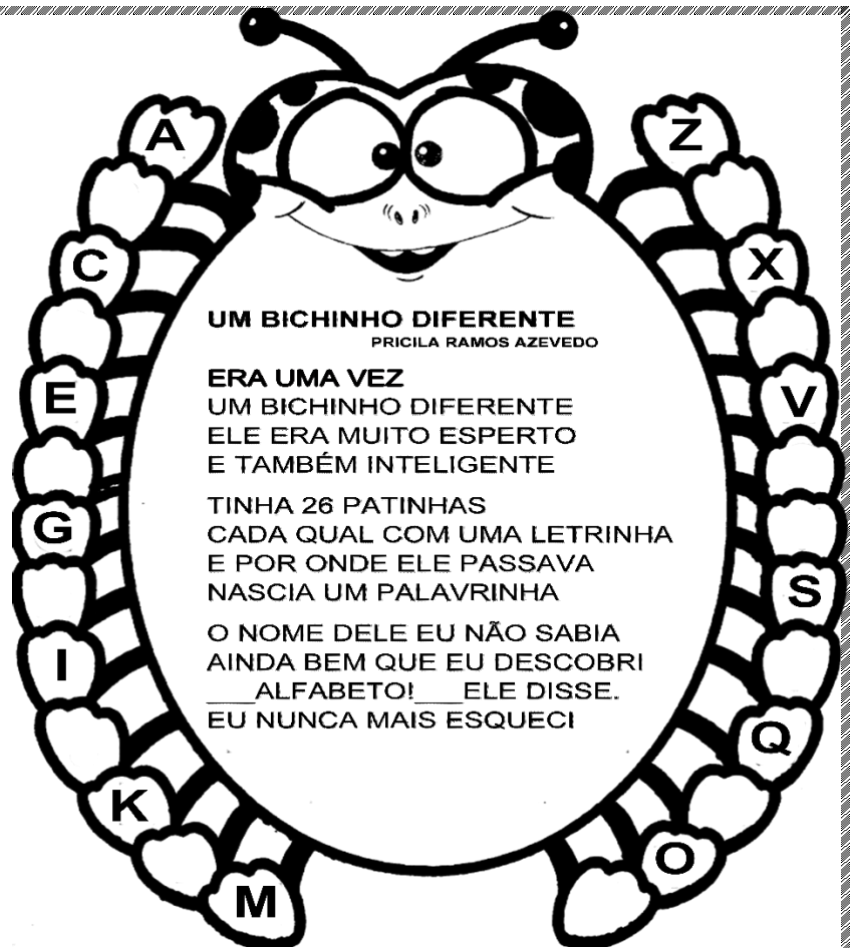 A
Z
C
X
E
V
G
S
I
Q
K
O
M
UM BICHINHO DIFERENTE
PRICILA RAMOS AZEVEDO
ERA UMA VEZ
UM BICHINHO DIFERENTE
ELE ERA MUITO ESPERTO
E TAMBÉM INTELIGENTE
TINHA 26 PATINHAS
CADA QUAL COM UMA LETRINHA
E POR ONDE ELE PASSAVA
NASCIA UM PALAVRINHA
O NOME DELE EU NÃO SABIA
AINDA BEM QUE EU DESCOBRI
___ALFABETO!___ELE DISSE.
EU NUNCA MAIS ESQUECI